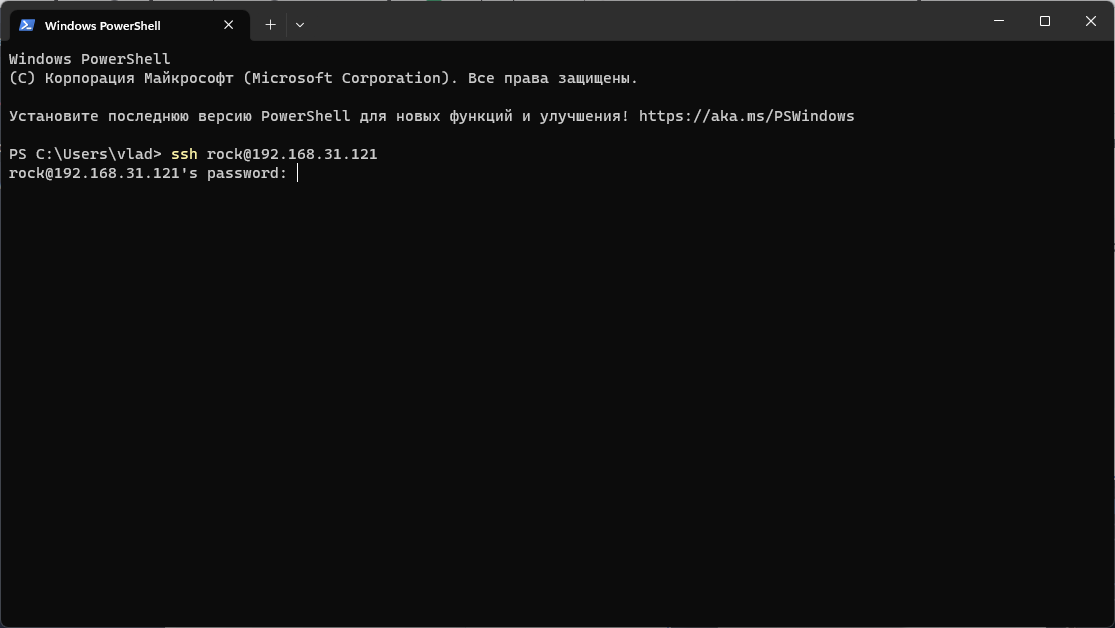 Windows PowerShell
Windows PowerShell
(C) Корпорация Майкрософт (Microsoft Corporation). Все права защищены.
Установите последнюю версию PowerShell для новых функций и улучшения! https://aka.ms/PSWindows
PS C:\Users\vlad> ssh rock@192.168.31.121
rock@192.168.31.121's password: